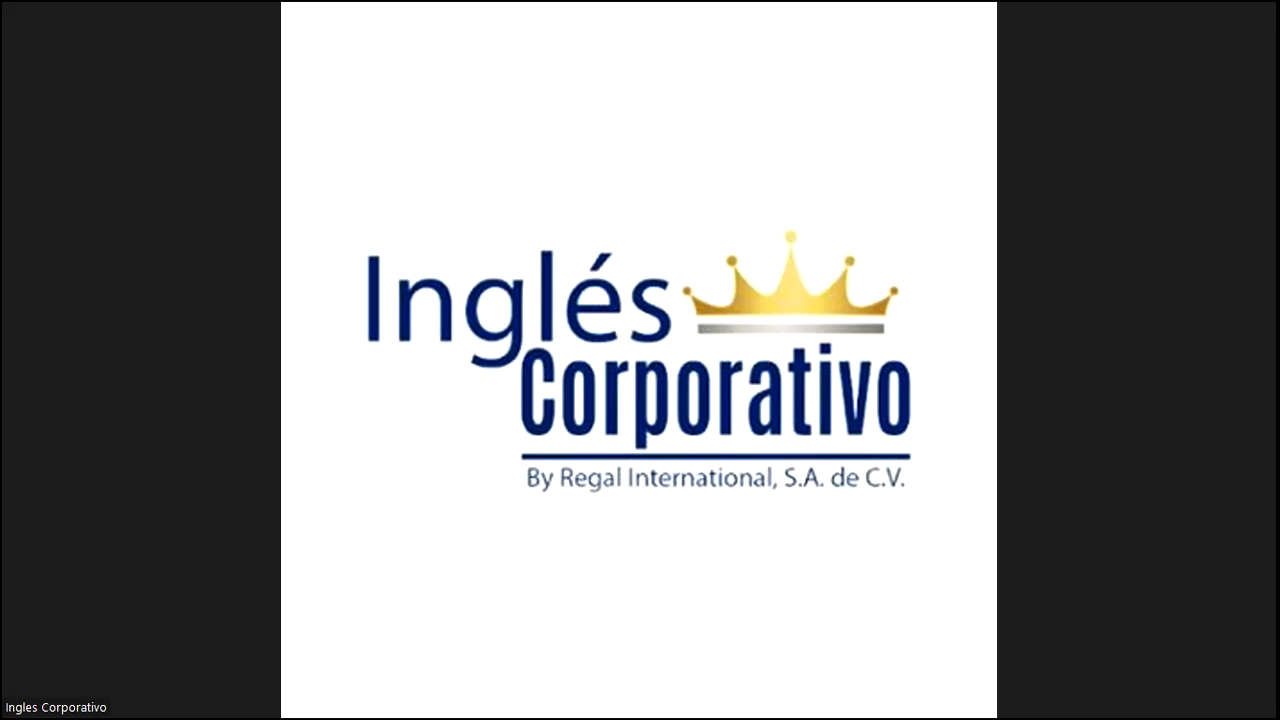 Inglés
Corporativo
By Regal International, S.A. de C.V.
Ingles Corporativo